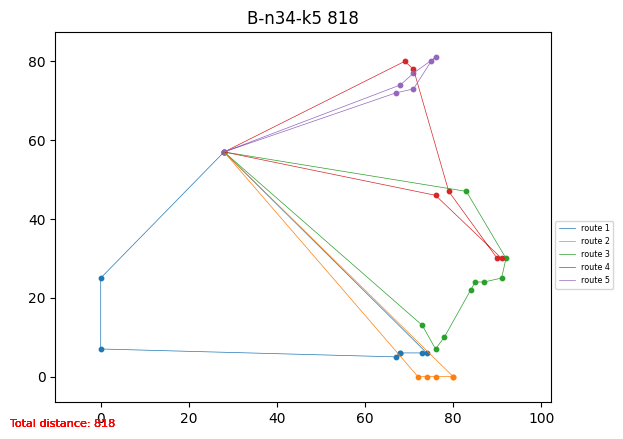 B-n34-k5 818
80
60
40
20
0
0 20 40 60 80 100
route 1
route 2
route 3
route 4
route 5
Total distance: 818